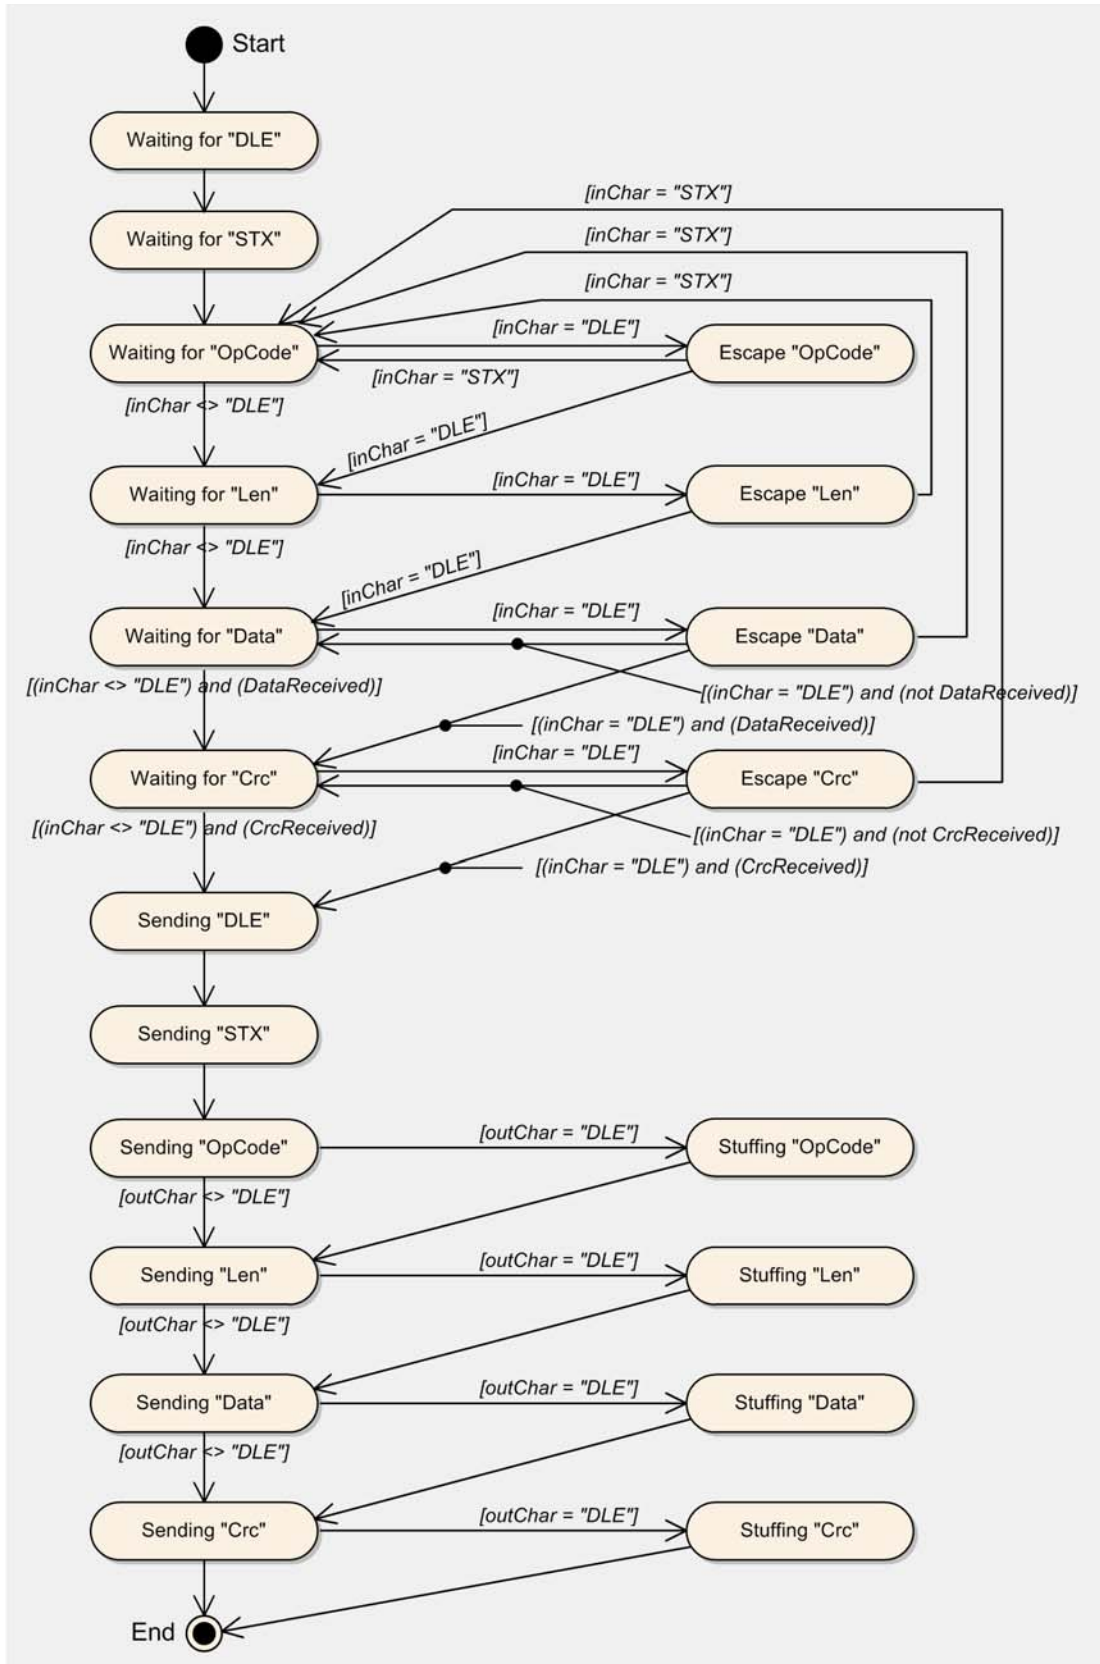 Start
Waiting for "DLE"
[inChar = "STX"]
Waiting for "STX"
[inChar = "STX"]
[inChar = "STX"]
[inChar = "DLE"]
Waiting for "OpCode"
Escape "OpCode"
[inChar = "STX"]
[inChar <> "DLE"]
[inChar = "DLE"]
[inChar = "DLE"]
Waiting for "Len"
Escape "Len"
[inChar <> "DLE"]
[inChar = "DLE"]
[inChar = "DLE"]
Waiting for "Data"
Escape "Data"
[(inChar <> "DLE") and (DataReceived)]
[(inChar = "DLE") and (not DataReceived)]
[(inChar = "DLE") and (DataReceived)]
[inChar = "DLE"]
Waiting for "Crc"
Escape "Crc"
[(inChar <> "DLE") and (CrcReceived)]
[(inChar = "DLE") and (not CrcReceived)]
[(inChar = "DLE") and (CrcReceived)]
Sending "DLE"
Sending "STX"
[outChar = "DLE"]
Sending "OpCode"
Stuffing "OpCode"
[outChar <> "DLE"]
[outChar = "DLE"]
Sending "Len"
Stuffing "Len"
[outChar <> "DLE"]
[outChar = "DLE"]
Sending "Data"
Stuffing "Data"
[outChar <> "DLE"]
[outChar = "DLE"]
Sending "Crc"
Stuffing "Crc"
End